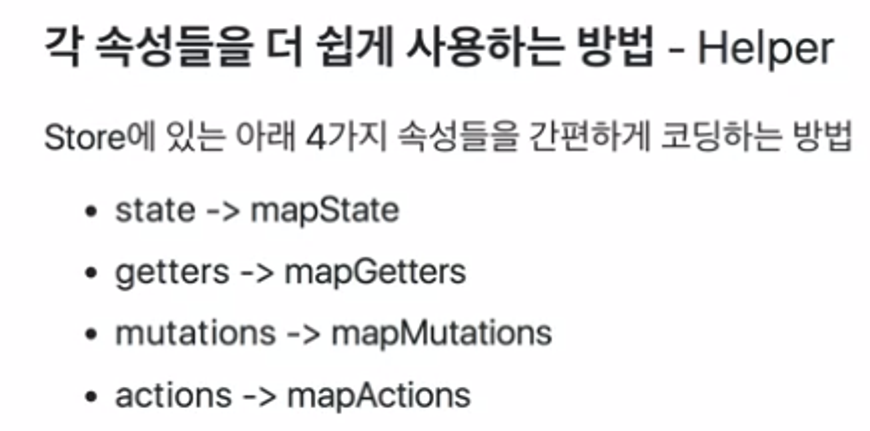 각 속성들을 더 쉽게 사용하는 방법 - Helper
Store에 있는 아래 4가지 속성들을 간편하게 코딩하는 방법
• state -> mapState
• getters -> mapGetters
• mutations -> mapMutations
• actions -> mapActions